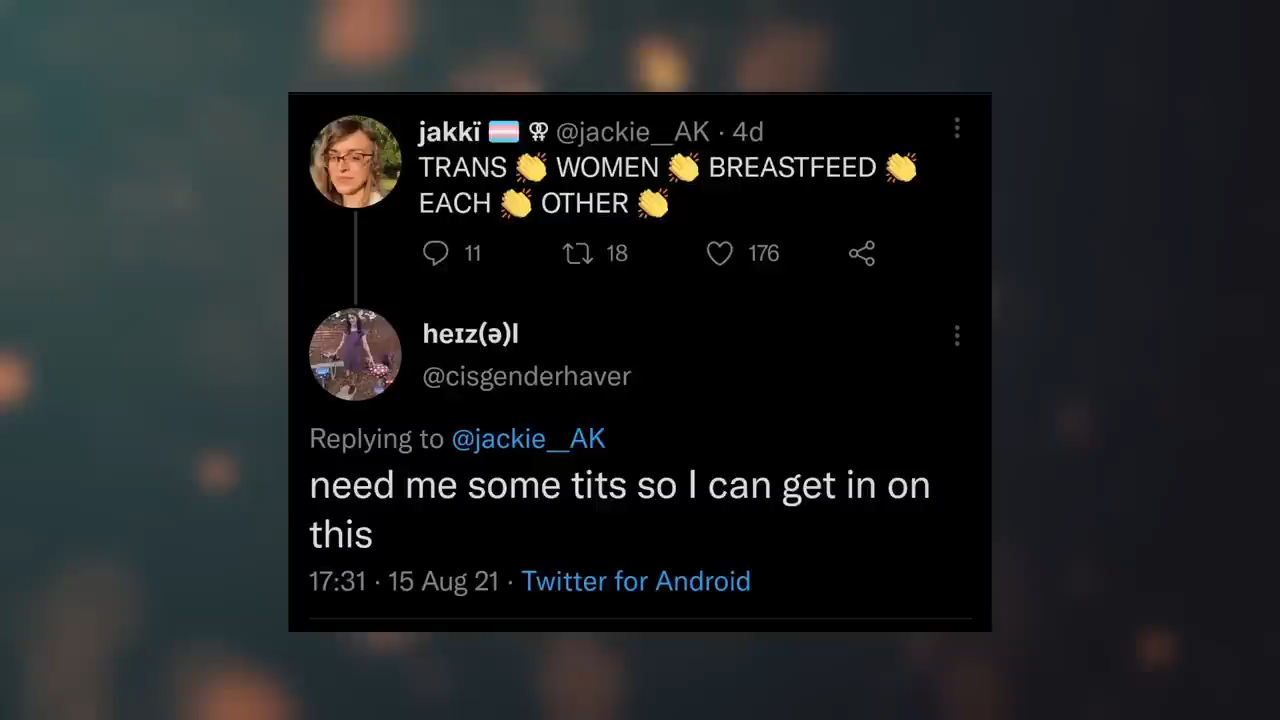 jakkï 🏳️‍⚧️ ⚢ @jackie__AK · 4d
TRANS 👏 WOMEN 👏 BREASTFEED 👏
EACH 👏 OTHER 👏
11 18 176
heɪz(ə)l
@cisgenderhaver
Replying to @jackie__AK
need me some tits so I can get in on
this
17:31 · 15 Aug 21 · Twitter for Android